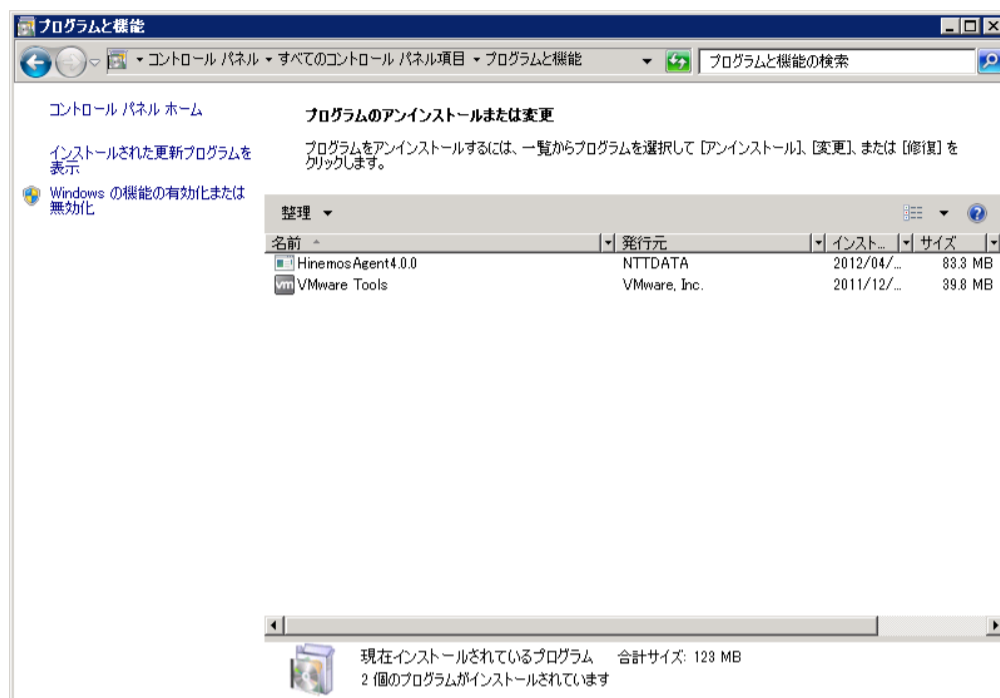 プログラムと機能
コントロール パネル すべてのコントロール パネル項目 プログラムと機能
プログラムと機能の検索
コントロール パネル ホーム
インストールされた更新プログラムを
表示
Windows の機能の有効化または
無効化
プログラムのアンインストールまたは変更
プログラムをアンインストールするには、一覧からプログラムを選択して [アンインストール]、[変更]、または [修復] を
クリックします。
整理
名前 発行元 インスト... サイズ
HinemosAgent4.0.0 NTTDATA 2012/04/... 83.3 MB
vm VMware Tools VMware, Inc. 2011/12/... 39.8 MB
現在インストールされているプログラム 合計サイズ: 123 MB
2 個のプログラムがインストールされています